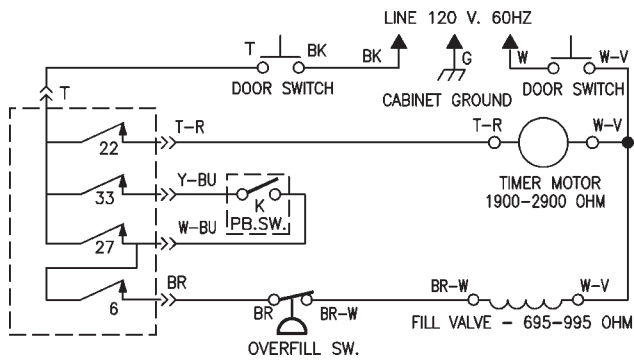 LINE 120 V. 60HZ
T BK BK G W W-V
DOOR SWITCH
DOOR SWITCH
CABINET GROUND
T
T-R T-R W-V
22
TIMER MOTOR
1900-2900 OHM
Y-BU
33 K
PB.SW.
W-BU
27
BR BR-W W-V
6 BR BR-W
FILL VALVE - 695-995 OHM
OVERFILL SW.